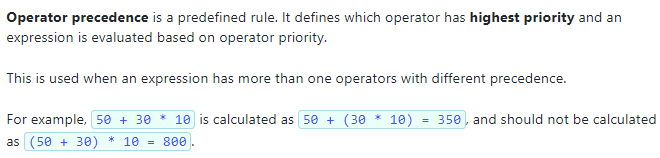 Operator precedence is a predefined rule. It defines which operator has highest priority and an
expression is evaluated based on operator priority.
This is used when an expression has more than one operators with different precedence.
For example, 50 + 30 * 10 is calculated as 50 + (30 * 10) = 350, and should not be calculated
as (50 + 30) * 10 = 800.